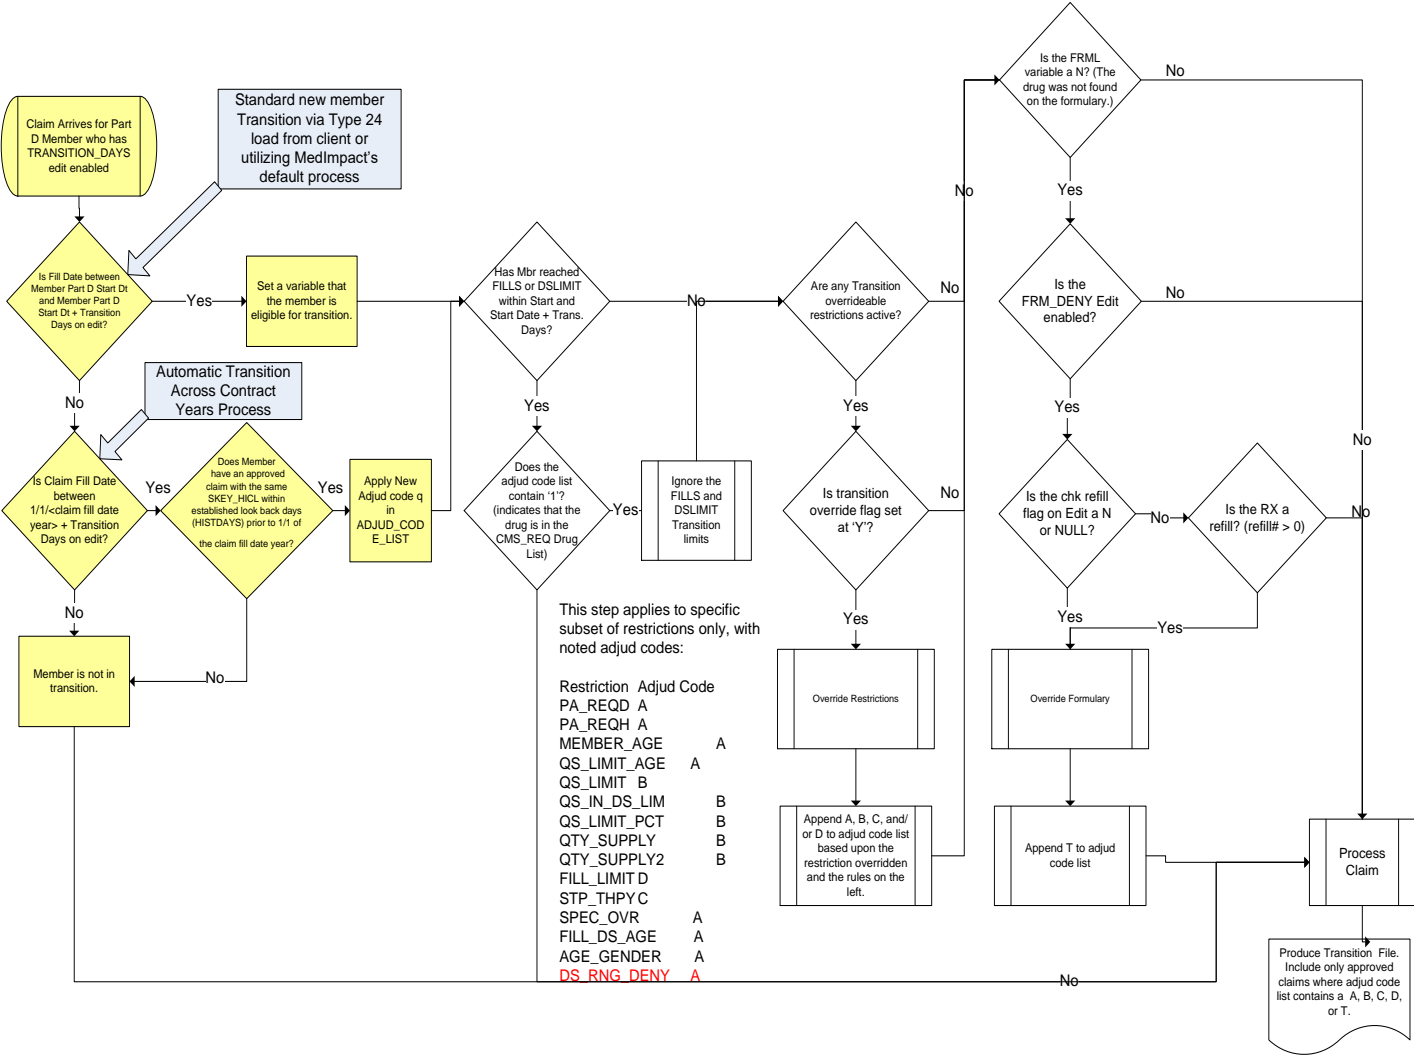 Claim Arrives for Part
D Member who has
TRANSITION_DAYS
edit enabled
Standard new member
Transition via Type 24
load from client or
utilizing MedImpact's
default process
Is Fill Date between
Member Part D Start Dt
and Member Part D
Start Dt + Transition
Days on edit?
Yes
No
Set a variable that
the member is
eligible for transition.
Automatic Transition
Across Contract
Years Process
Is Claim Fill Date
between
1/1/<claim fill date
year> + Transition
Days on edit?
Yes
No
Does Member
have an approved
claim with the same
SKEY_HICL within
established look back days
(HISTDAYS) prior to 1/1 of
the claim fill date year?
Yes
No
Apply New
Adjud code q
in
ADJUD_COD
E_LIST
Member is not in
transition.
Has Mbr reached
FILLS or DSLIMIT
within Start and
Start Date + Trans.
Days?
No
Yes
Does the
adjud code list
contain ‘1’?
(indicates that the
drug is in the
CMS_REQ Drug
List)
Yes
Ignore the
FILLS and
DSLIMIT
Transition
limits
This step applies to specific
subset of restrictions only, with
noted adjud codes:
Restriction Adjud Code
PA_REQD A
PA_REQH A
MEMBER_AGE A
QS_LIMIT_AGE A
QS_LIMIT B
QS_IN_DS_LIM B
QS_LIMIT_PCT B
QTY_SUPPLY B
QTY_SUPPLY2 B
FILL_LIMIT D
STP_THPY C
SPEC_OVR A
FILL_DS_AGE A
AGE_GENDER A
DS_RNG_DENY A
No
Are any Transition
overrideable
restrictions active?
No
No
Yes
Is transition
override flag set
at ‘Y’?
No
Yes
Override Restrictions
Append A, B, C, and/
or D to adjud code list
based upon the
restriction overridden
and the rules on the
left.
Is the FRML
variable a N? (The
drug was not found
on the formulary.)
No
Yes
Is the
FRM_DENY Edit
enabled?
No
Yes
Is the chk refill
flag on Edit a N
or NULL?
No
Yes
Is the RX a
refill? (refill# > 0)
No
Yes
No
Override Formulary
Append T to adjud
code list
Process
Claim
Produce Transition File.
Include only approved
claims where adjud code
list contains a A, B, C, D,
or T.